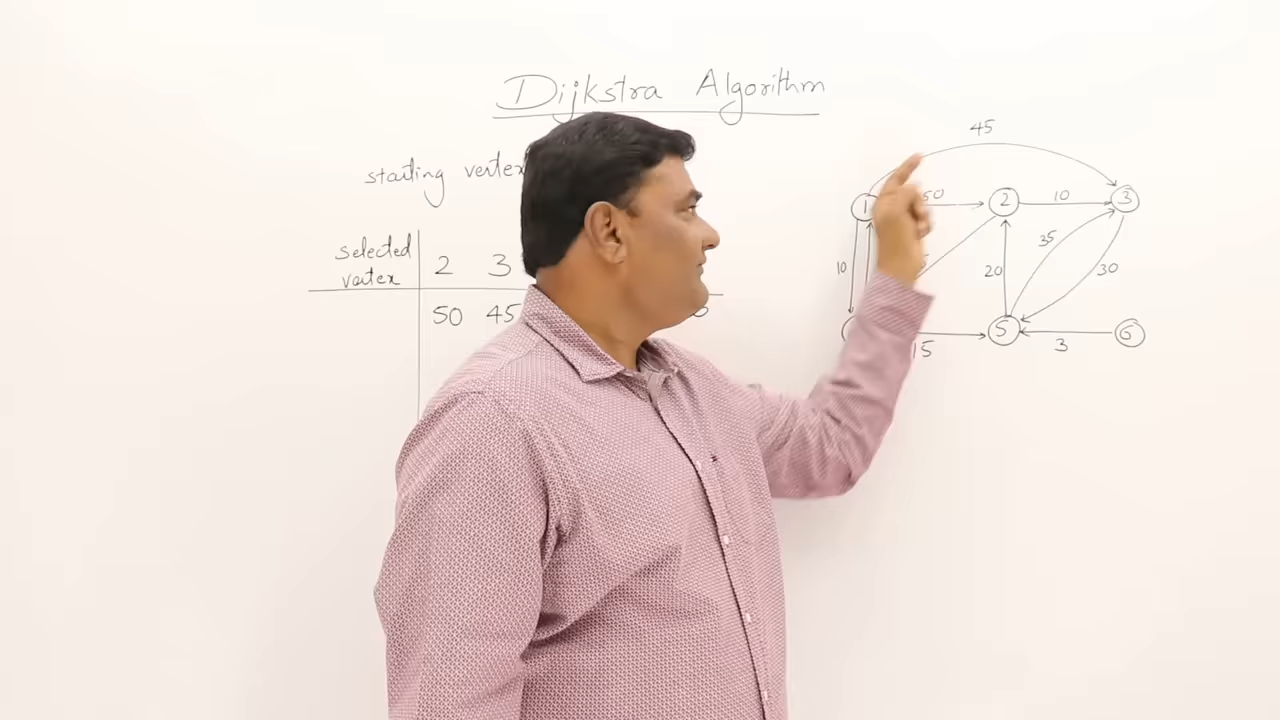 Dijkstra Algorithm
starting vertex
selected
vertex
2 3
50 45
45
1 50 2 10 3
10 20 35 30
15 5 3 6